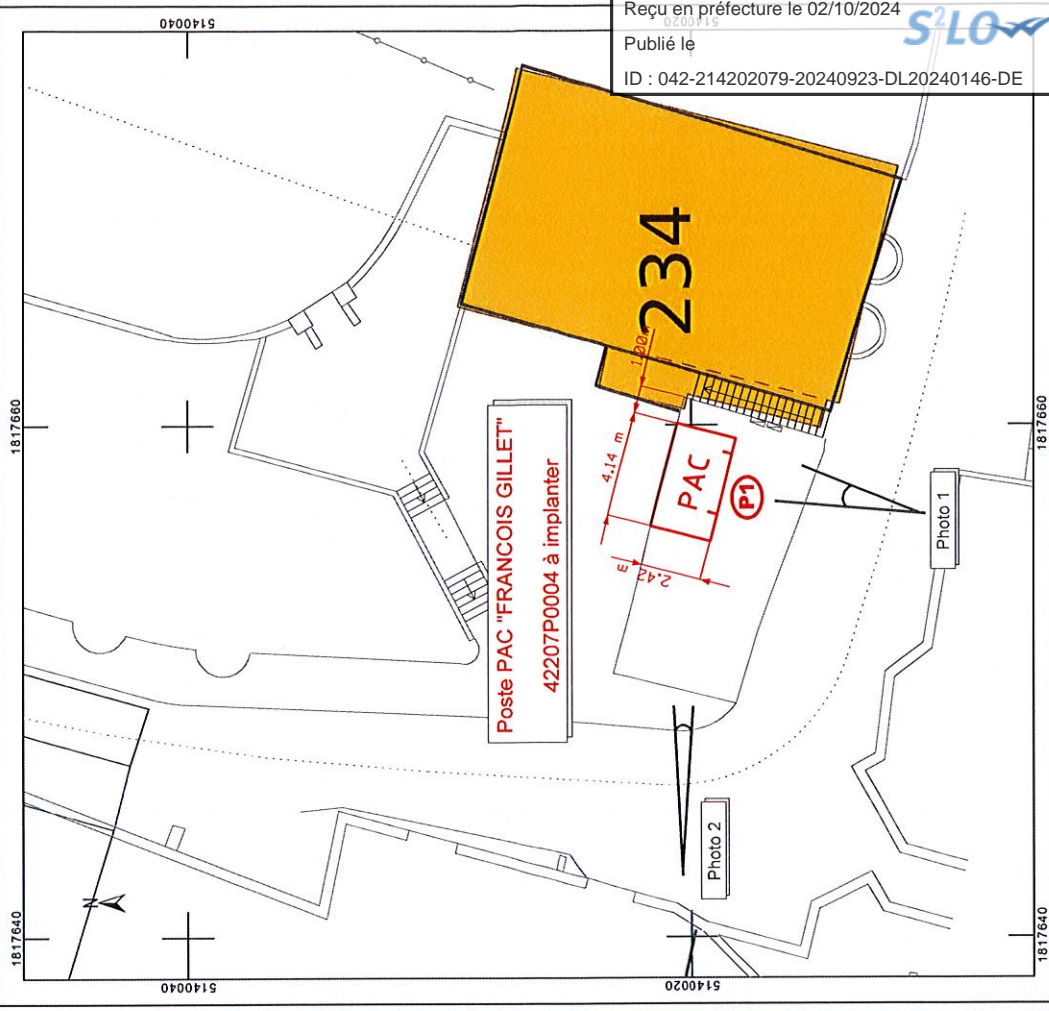 Reçu en préfecture le 02/10/2024
Publié le
ID : 042-214202079-20240923-DL20240146-DE
S²LO
5140040
5140020
1817660
1817640
N
234
1.00m
4.14 m
2.42 m
PAC
P1
Poste PAC "FRANCOIS GILLET"
42207P0004 à implanter
Photo 1
Photo 2
1817660
1817640
5140040
5140020